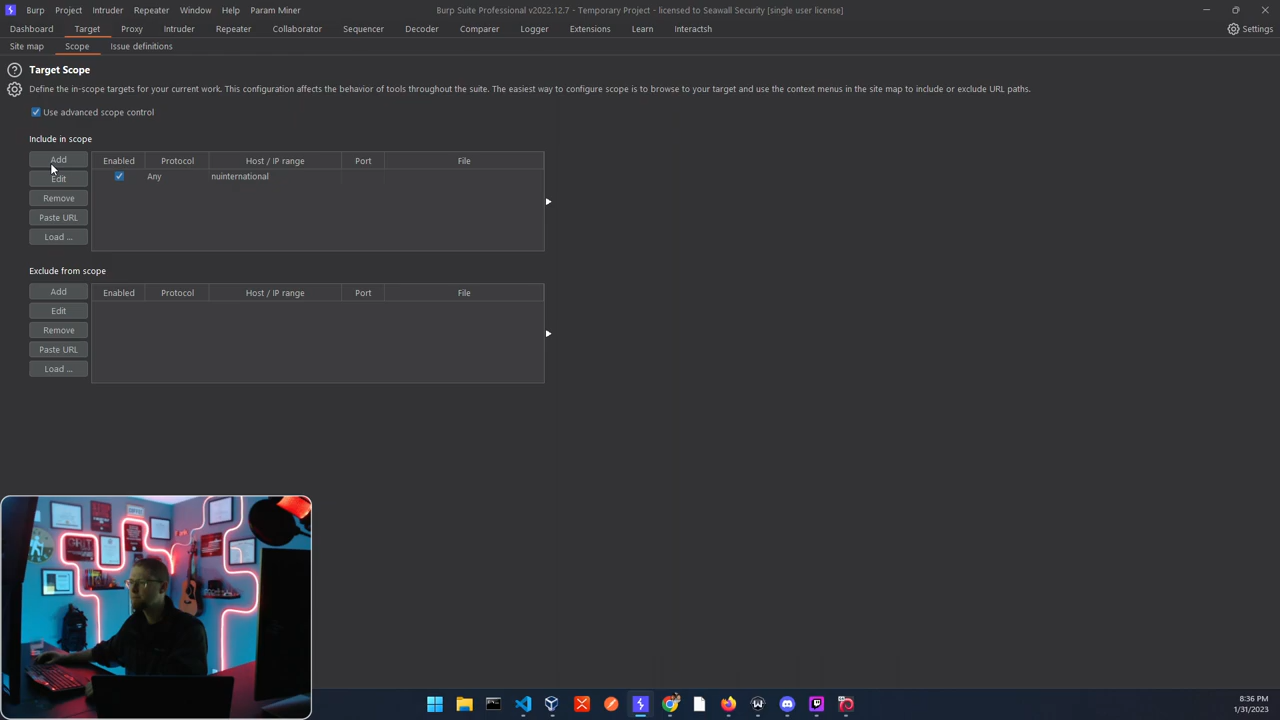 Burp Project Intruder Repeater Window Help Param Miner
Burp Suite Professional v2022.12.7 - Temporary Project - licensed to Seawall Security [single user license]
Dashboard Target Proxy Intruder Repeater Collaborator Sequencer Decoder Comparer Logger Extensions Learn Interactsh Settings
Site map Scope Issue definitions
Target Scope
Define the in-scope targets for your current work. This configuration affects the behavior of tools throughout the suite. The easiest way to configure scope is to browse to your target and use the context menus in the site map to include or exclude URL paths.
Use advanced scope control
Include in scope
Add
Edit
Remove
Paste URL
Load ...
Enabled Protocol Host / IP range Port File
Any nuinternational
Exclude from scope
Add
Edit
Remove
Paste URL
Load ...
Enabled Protocol Host / IP range Port File
8:36 PM
1/31/2023